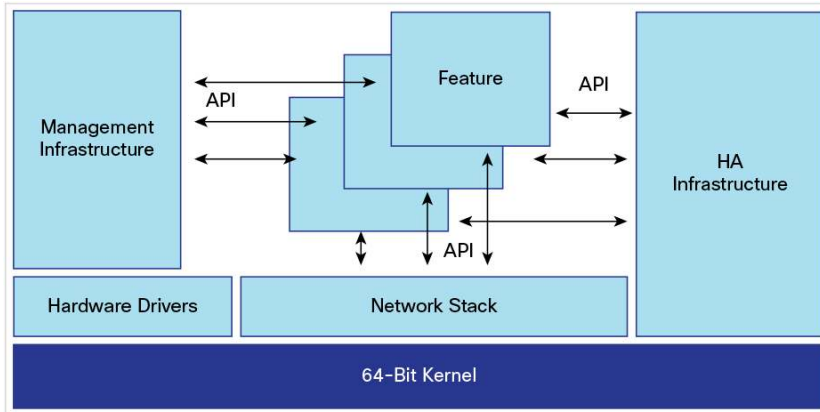 Feature
API
API
Management
Infrastructure
HA
Infrastructure
API
Hardware Drivers
Network Stack
64-Bit Kernel